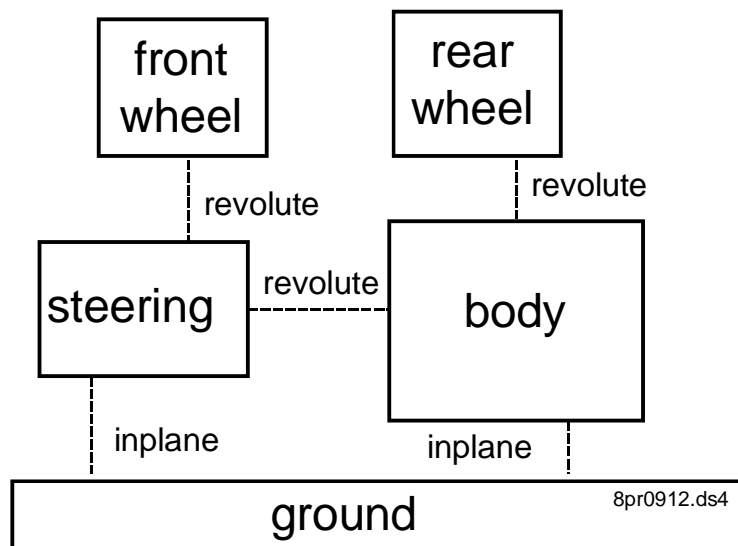 front
wheel
rear
wheel
revolute
revolute
steering
revolute
body
inplane
inplane
ground
8pr0912.ds4